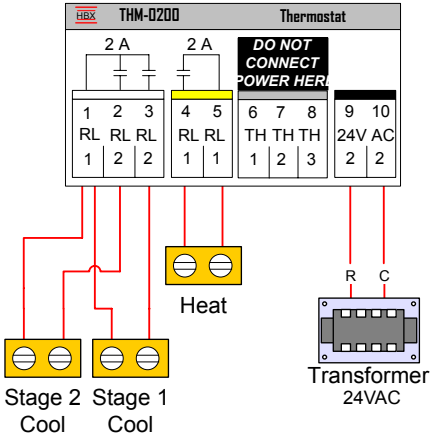 HBX THM-0200 Thermostat
2 A 2 A DO NOT
CONNECT
POWER HERE
1 2 3 4 5 6 7 8 9 10
RL RL RL RL RL TH TH TH 24V AC
1 2 2 1 1 1 2 3 2 2
R C
Heat
Stage 2 Stage 1 Transformer
Cool Cool 24VAC